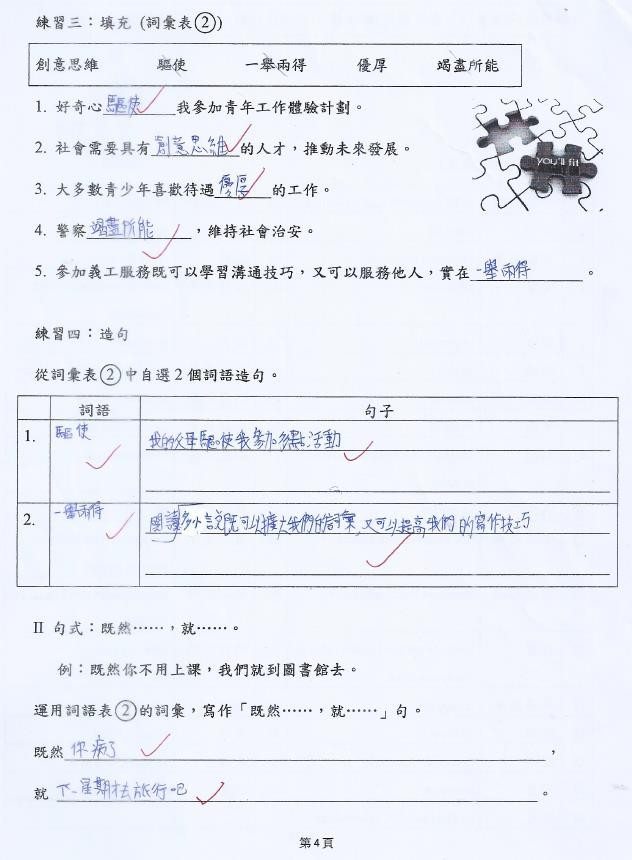 練習三：填充 (詞彙表②)
創意思維 驅使 一舉兩得 優厚 竭盡所能
1. 好奇心驅使我參加青年工作體驗計劃。
2. 社會需要具有創意思維的人才，推動未來發展。
3. 大多數青少年喜歡待遇優厚的工作。
4. 警察竭盡所能，維持社會治安。
5. 參加義工服務既可以學習溝通技巧，又可以服務他人，實在一舉兩得。
you'll fit
練習四：造句
從詞彙表②中自選2個詞語造句。
詞語 句子
1. 驅使 我的父母驅使我參加多點活動
2. 一舉兩得 閱讀多小說既可以擴大我們的詞彙，又可以提高我們的寫作技巧
II 句式：既然……，就……。
例：既然你不用上課，我們就到圖書館去。
運用詞語表②的詞彙，寫作「既然……，就……」句。
既然你病了，
就下一星期才去旅行吧。
第4頁